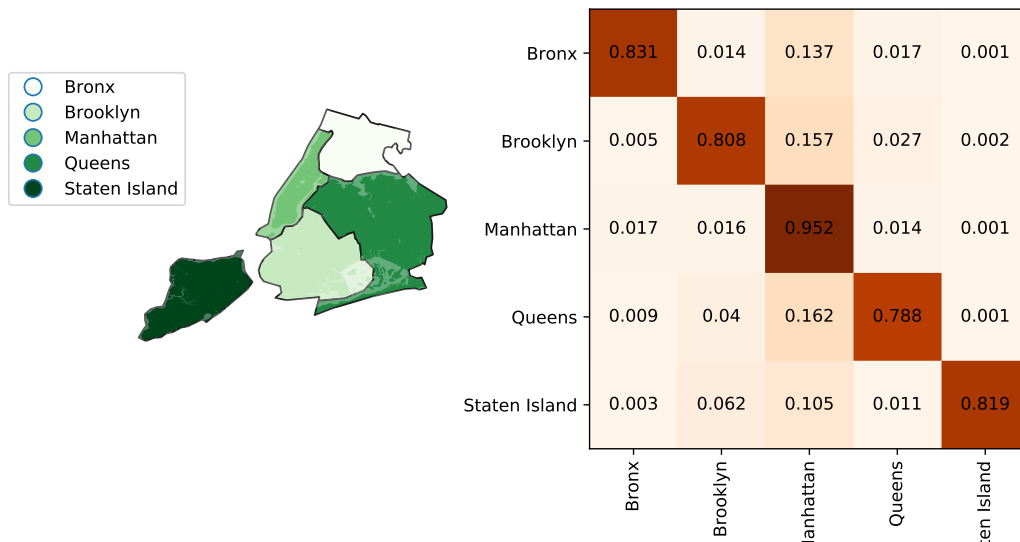 Bronx
Brooklyn
Manhattan
Queens
Staten Island
Bronx 0.831 0.014 0.137 0.017 0.001
Brooklyn 0.005 0.808 0.157 0.027 0.002
Manhattan 0.017 0.016 0.952 0.014 0.001
Queens 0.009 0.04 0.162 0.788 0.001
Staten Island 0.003 0.062 0.105 0.011 0.819
Bronx
Brooklyn
anhattan
Queens
en Island